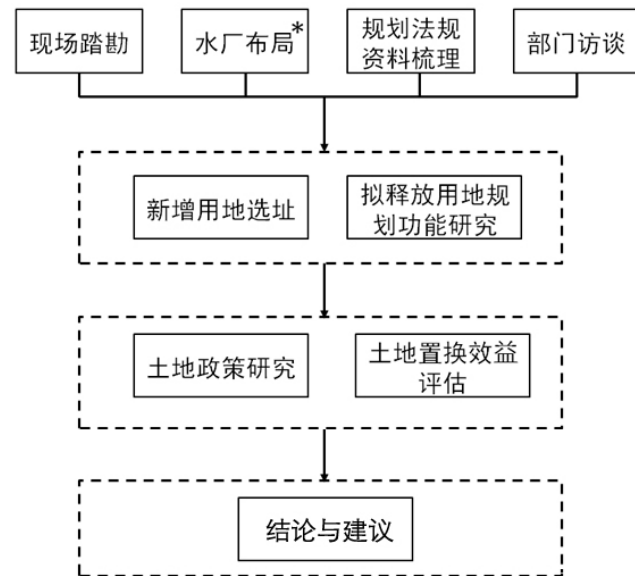 现场踏勘
水厂布局*
规划法规
资料梳理
部门访谈
新增用地选址
拟释放用地规
划功能研究
土地政策研究
土地置换效益
评估
结论与建议